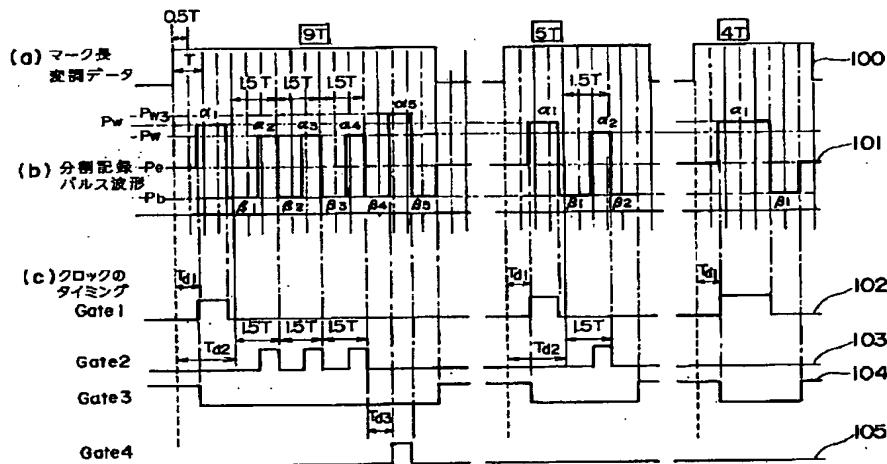 0.5T
(a) マーク長
変調データ
9T
5T
4T
100
T
1.5T 1.5T 1.5T
1.5T
Pw3
Pw
Pw
α1 α2 α3 α4 α5
α1 α2
α1
101
(b) 分割記録
パルス波形
Pe
Pb
β1 β2 β3 β4 β5
β1 β2
β1
(c) クロックの
タイミング
Td1
Td1
Td1
102
Gate1
Td2
1.5T 1.5T 1.5T
Td2
1.5T
103
Gate2
104
Gate3
Td3
105
Gate4